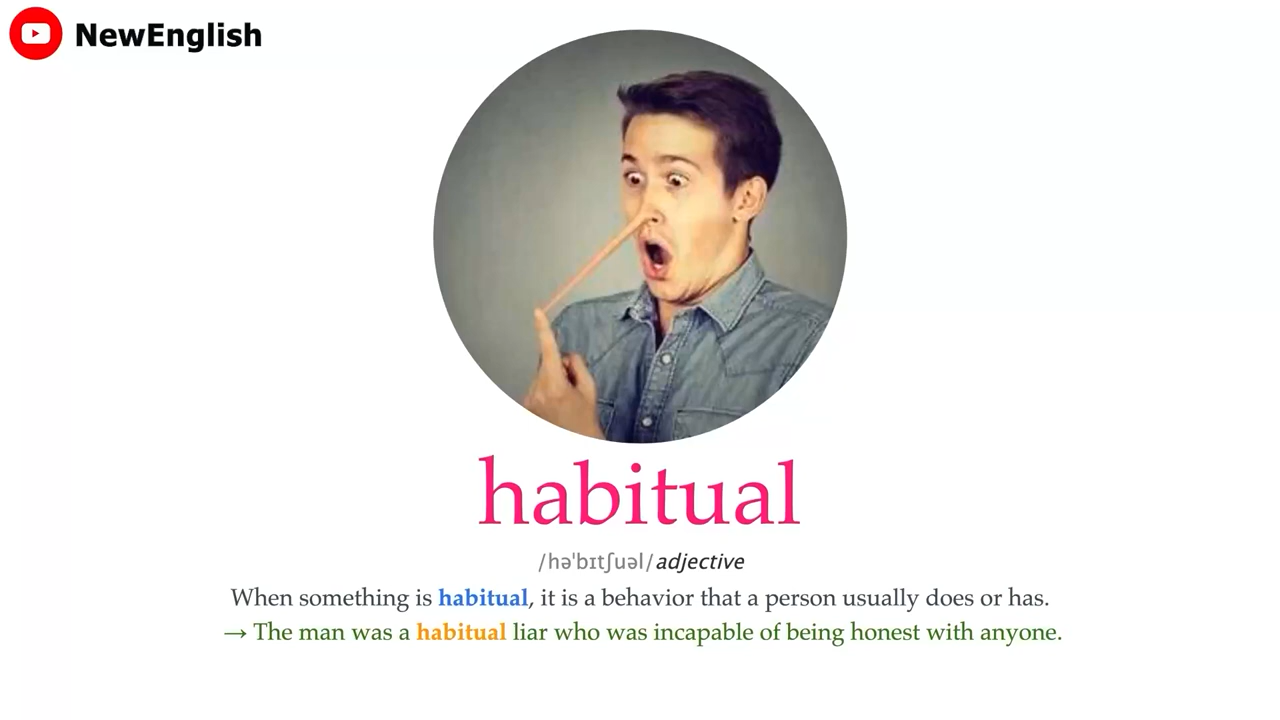 NewEnglish
habitual
/həˈbɪtʃuəl/adjective
When something is habitual, it is a behavior that a person usually does or has.
→ The man was a habitual liar who was incapable of being honest with anyone.